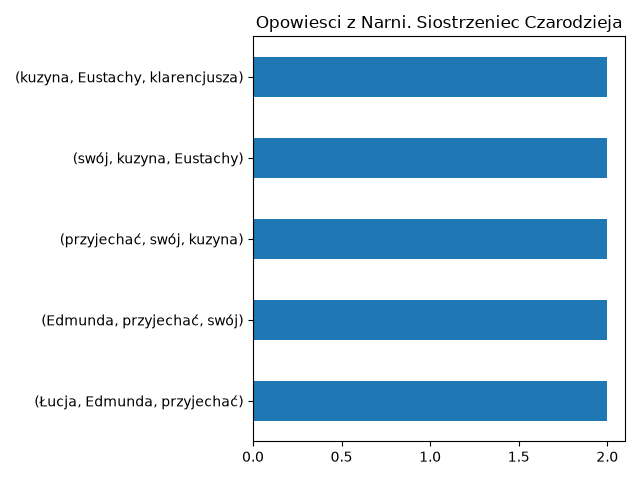 Opowiesci z Narni. Siostrzeniec Czarodzieja
(kuzyna, Eustachy, klarencjusza)
(swój, kuzyna, Eustachy)
(przyjechać, swój, kuzyna)
(Edmunda, przyjechać, swój)
(Łucja, Edmunda, przyjechać)
0.0 0.5 1.0 1.5 2.0